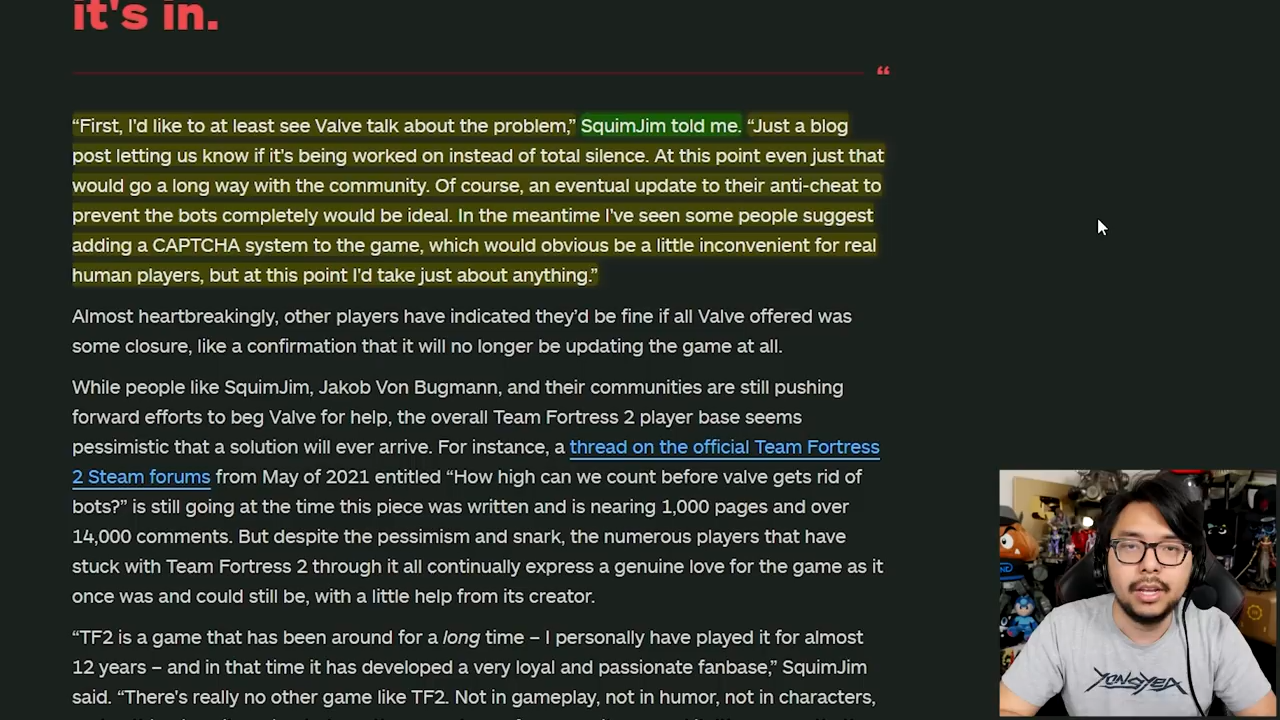 it's in.
“
“First, I'd like to at least see Valve talk about the problem,” SquimJim told me. “Just a blog
post letting us know if it's being worked on instead of total silence. At this point even just that
would go a long way with the community. Of course, an eventual update to their anti-cheat to
prevent the bots completely would be ideal. In the meantime I've seen some people suggest
adding a CAPTCHA system to the game, which would obvious be a little inconvenient for real
human players, but at this point I'd take just about anything.”
Almost heartbreakingly, other players have indicated they’d be fine if all Valve offered was
some closure, like a confirmation that it will no longer be updating the game at all.
While people like SquimJim, Jakob Von Bugmann, and their communities are still pushing
forward efforts to beg Valve for help, the overall Team Fortress 2 player base seems
pessimistic that a solution will ever arrive. For instance, a thread on the official Team Fortress
2 Steam forums from May of 2021 entitled “How high can we count before valve gets rid of
bots?” is still going at the time this piece was written and is nearing 1,000 pages and over
14,000 comments. But despite the pessimism and snark, the numerous players that have
stuck with Team Fortress 2 through it all continually express a genuine love for the game as it
once was and could still be, with a little help from its creator.
“TF2 is a game that has been around for a long time – I personally have played it for almost
12 years – and in that time it has developed a very loyal and passionate fanbase,” SquimJim
said. “There's really no other game like TF2. Not in gameplay, not in humor, not in characters,
YONGYEA